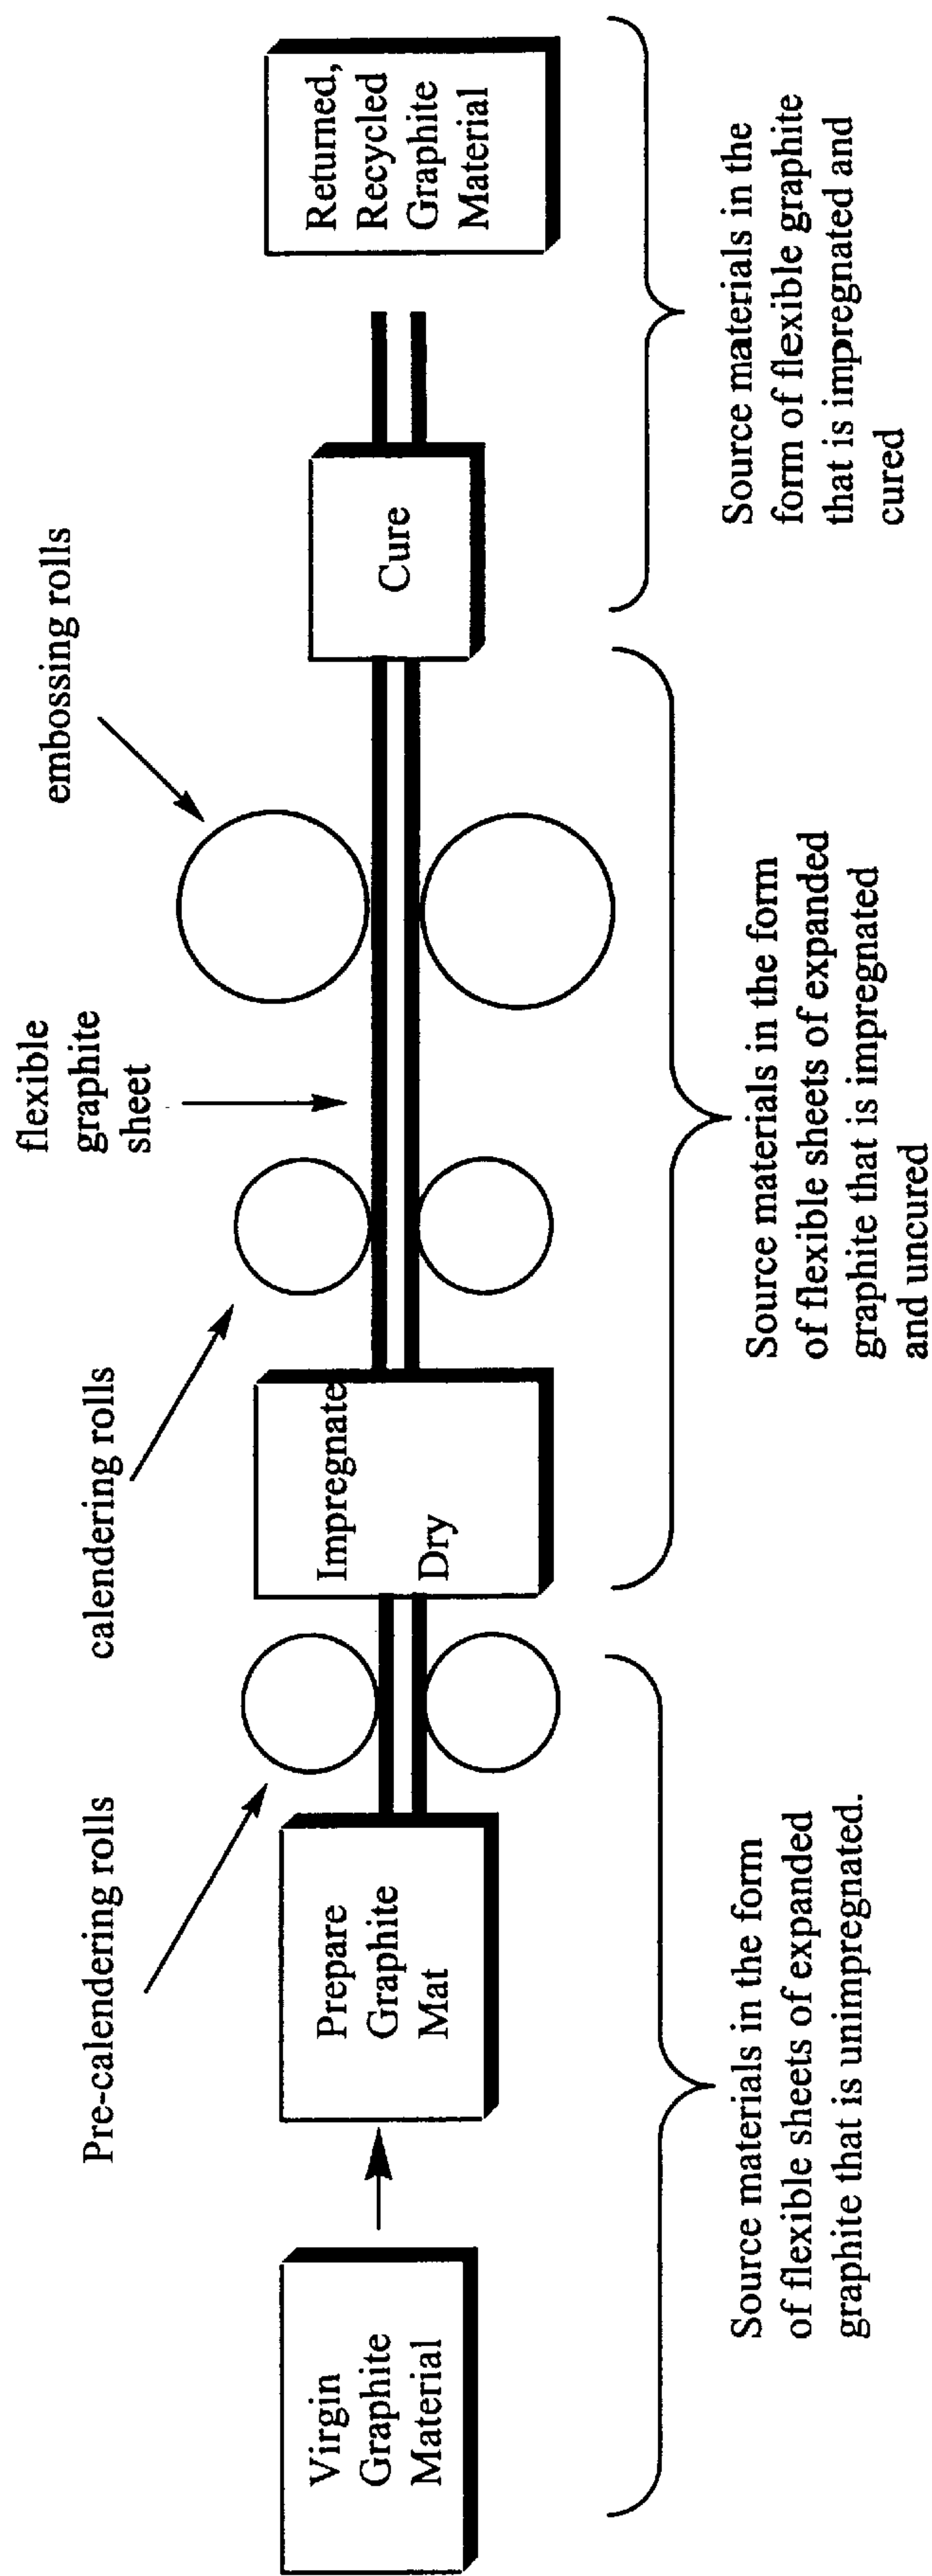 Pre-calendering rolls
calendering rolls
flexible
graphite
sheet
embossing rolls
Virgin
Graphite
Material
Prepare
Graphite
Mat
Impregnate
Dry
Cure
Returned,
Recycled
Graphite
Material
Source materials in the form
of flexible sheets of expanded
graphite that is unimpregnated.
Source materials in the form
of flexible sheets of expanded
graphite that is impregnated
and uncured
Source materials in the
form of flexible graphite
that is impregnated and
cured